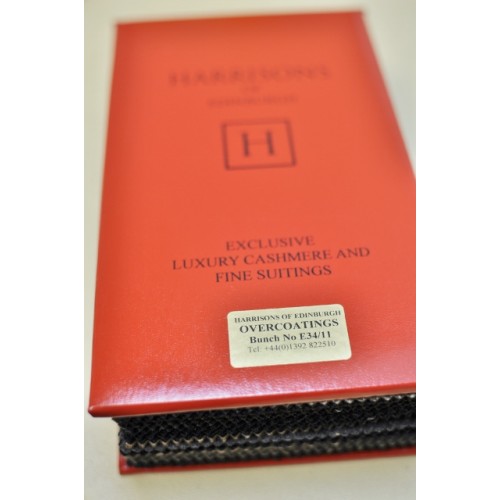 HARRISONS
OF
EDINBURGH
H
EXCLUSIVE
LUXURY CASHMERE AND
FINE SUITINGS
HARRISONS OF EDINBURGH
OVERCOATINGS
Bunch No E34/11
Tel: +44(0)1392 822510